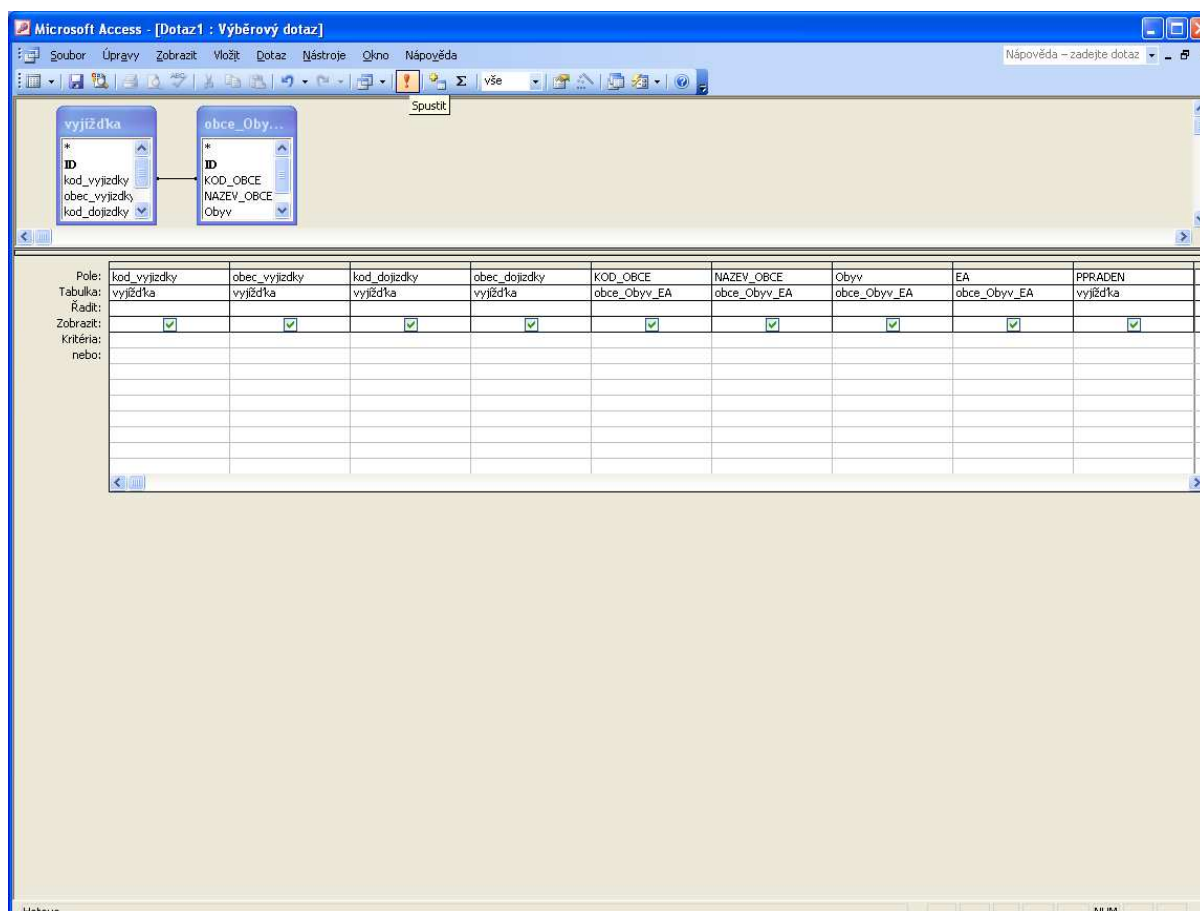 Microsoft Access - [Dotaz1 : Výběrový dotaz]
Soubor Úpravy Zobrazit Vložit Dotaz Nástroje Okno Nápověda Nápověda – zadejte dotaz
Σ vše
Spustit
vyjížďka obce_Oby...
* *
ID ID
kod_vyjizdky KOD_OBCE
obec_vyjizdky NAZEV_OBCE
kod_dojizdky Obyv
Pole: kod_vyjizdky obec_vyjizdky kod_dojizdky obec_dojizdky KOD_OBCE NAZEV_OBCE Obyv EA PPRADEN
Tabulka: vyjížďka vyjížďka vyjížďka vyjížďka obce_Obyv_EA obce_Obyv_EA obce_Obyv_EA obce_Obyv_EA vyjížďka
Řadit:
Zobrazit:
Kritéria:
nebo:
Hotovo NUM